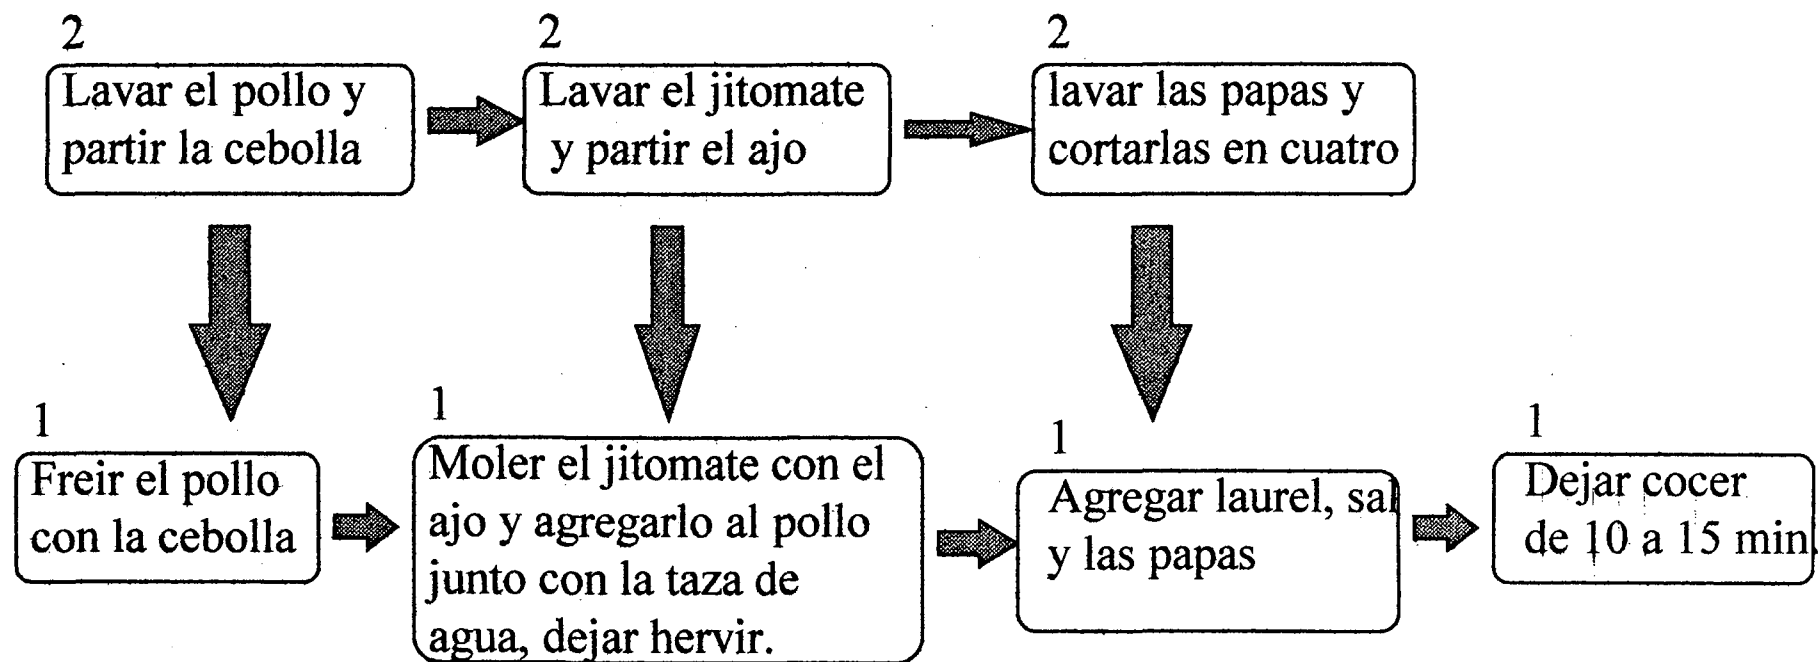 2
Lavar el pollo y
partir la cebolla
2
Lavar el jitomate
y partir el ajo
2
lavar las papas y
cortarlas en cuatro
1
Freir el pollo
con la cebolla
1
Moler el jitomate con el
ajo y agregarlo al pollo
junto con la taza de
agua, dejar hervir.
1
Agregar laurel, sal
y las papas
1
Dejar cocer
de 10 a 15 min.